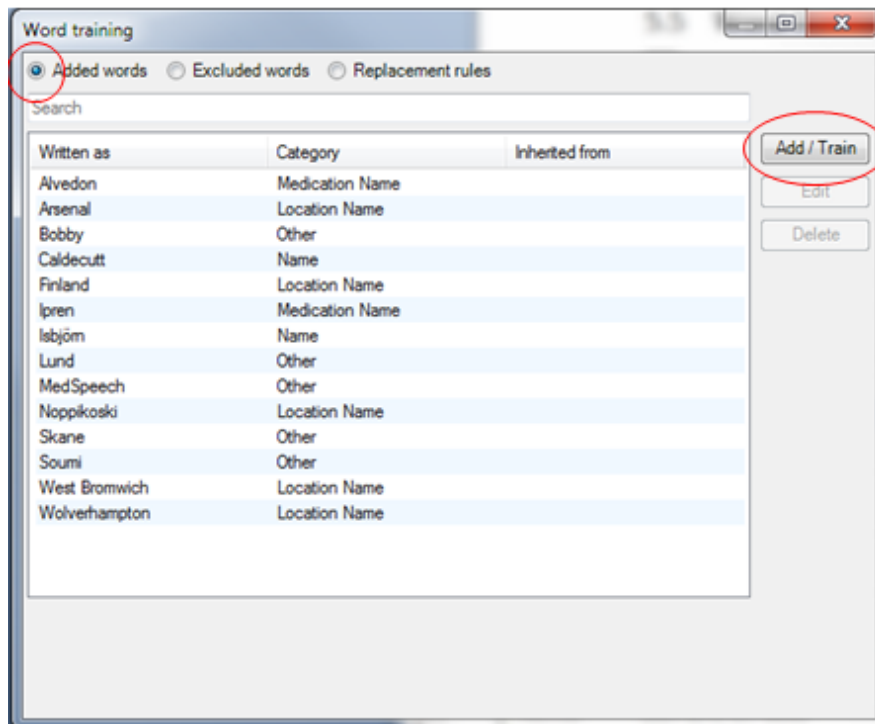 Word training
Added words Excluded words Replacement rules
Search
Written as Category Inherited from Add / Train
Alvedon Medication Name Edit
Arsenal Location Name
Bobby Other Delete
Caldecutt Name
Finland Location Name
Ipren Medication Name
Isbjörn Name
Lund Other
MedSpeech Other
Noppikoski Location Name
Skane Other
Soumi Other
West Bromwich Location Name
Wolverhampton Location Name